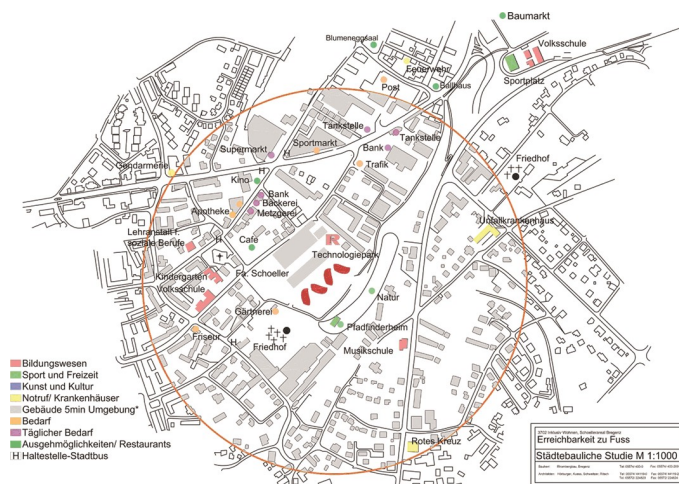 Baumarkt
Blumeneggsaal
Volksschule
Feuerwehr
Sportplatz
Post
Ballhaus
Tankstelle
Tankstelle
Sportmarkt
Supermarkt
H
Bank
Friedhof
Gendarmerie
Trafik
Kino
H
Bank
Bäckerei
Apotheke
Metzgerei
Unfallkrankenhaus
Lehranstalt f.
soziale Berufe
H
Café
Technologiepark
Kindergarten
Fa. Schoeller
Volksschule
Natur
Gärtnerei
Pfadfinderheim
Friseur
H
Friedhof
Musikschule
Bildungswesen
Sport und Freizeit
Kunst und Kultur
Notruf/ Krankenhäuser
Gebäude 5min Umgebung*
Bedarf
Täglicher Bedarf
Ausgehmöglichkeiten/ Restaurants
H Haltestelle-Stadtbus
Rotes Kreuz
Erreichbarkeit zu Fuss
Städtebauliche Studie M 1:1000